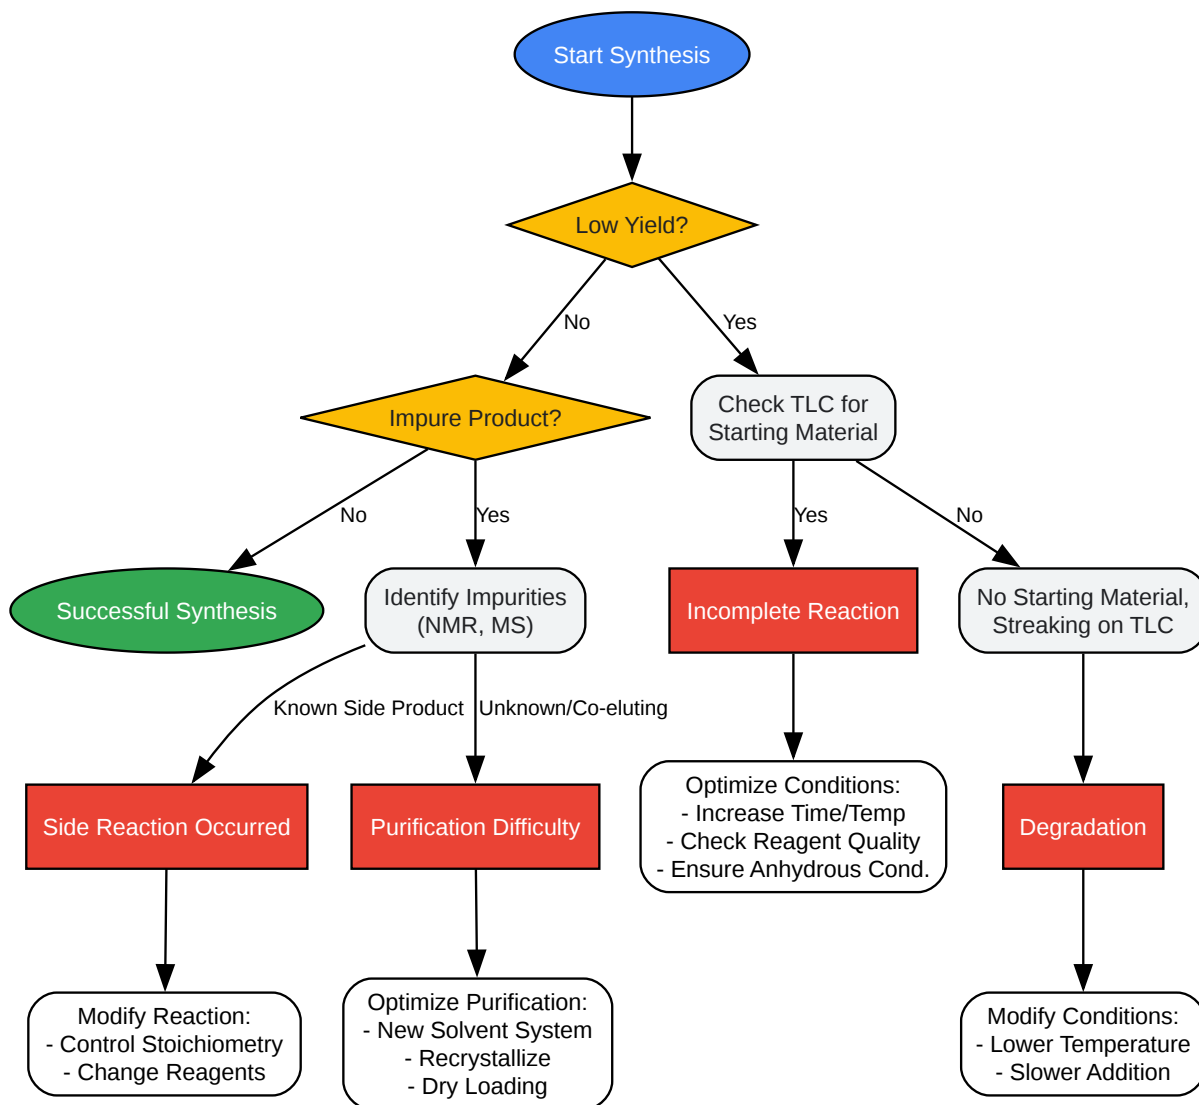 Start Synthesis
Low Yield?
No
Yes
Impure Product?
Check TLC for
Starting Material
No
Yes
Yes
No
Successful Synthesis
Identify Impurities
(NMR, MS)
Incomplete Reaction
No Starting Material,
Streaking on TLC
Known Side Product
Unknown/Co-eluting
Side Reaction Occurred
Purification Difficulty
Optimize Conditions:
- Increase Time/Temp
- Check Reagent Quality
- Ensure Anhydrous Cond.
Degradation
Modify Reaction:
- Control Stoichiometry
- Change Reagents
Optimize Purification:
- New Solvent System
- Recrystallize
- Dry Loading
Modify Conditions:
- Lower Temperature
- Slower Addition